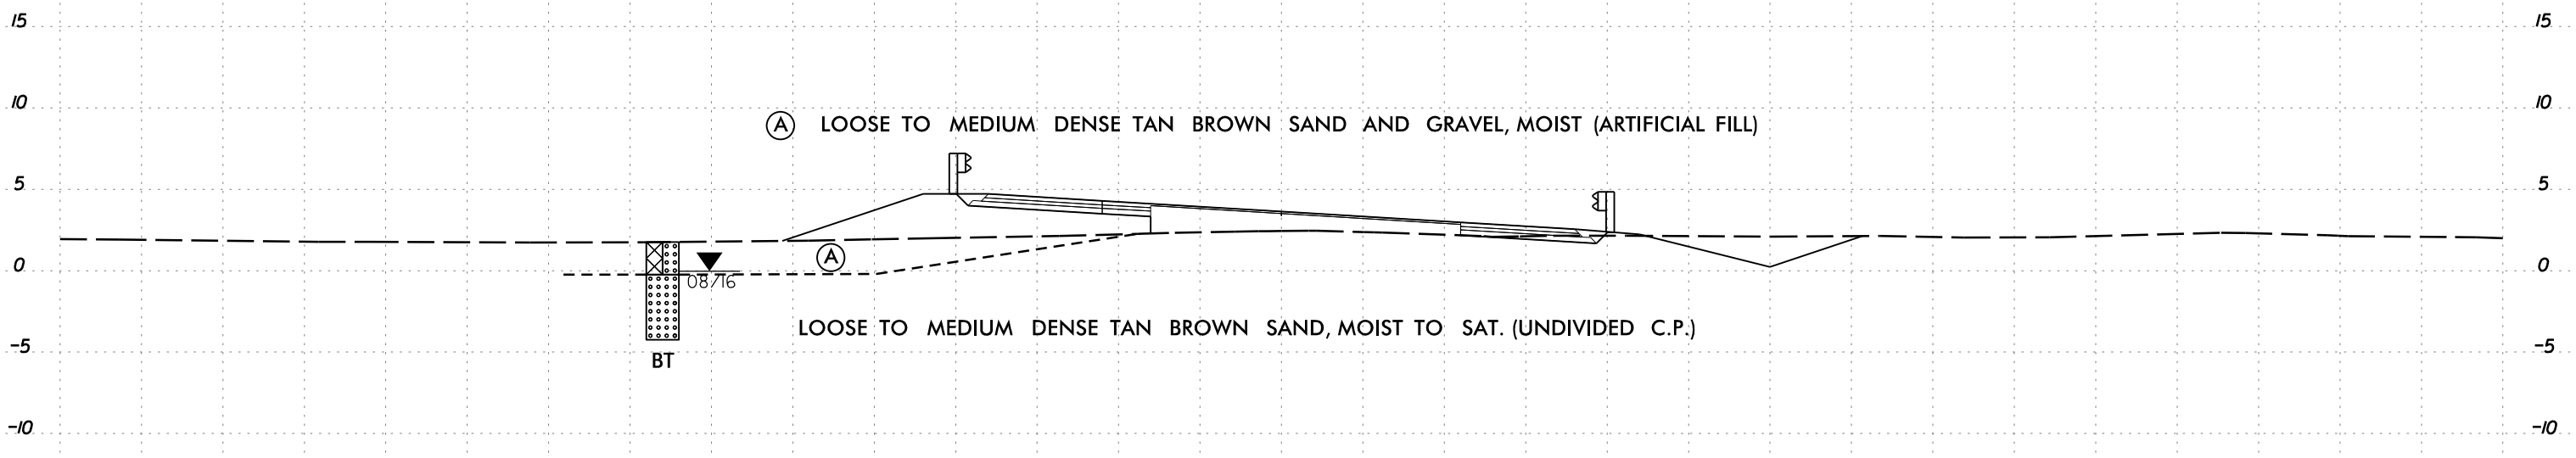 15 15
10 10
Ⓐ LOOSE TO MEDIUM DENSE TAN BROWN SAND AND GRAVEL, MOIST (ARTIFICIAL FILL)
5 5
Ⓐ
0 0
08/16
LOOSE TO MEDIUM DENSE TAN BROWN SAND, MOIST TO SAT. (UNDIVIDED C.P.)
-5 -5
BT
-10 -10